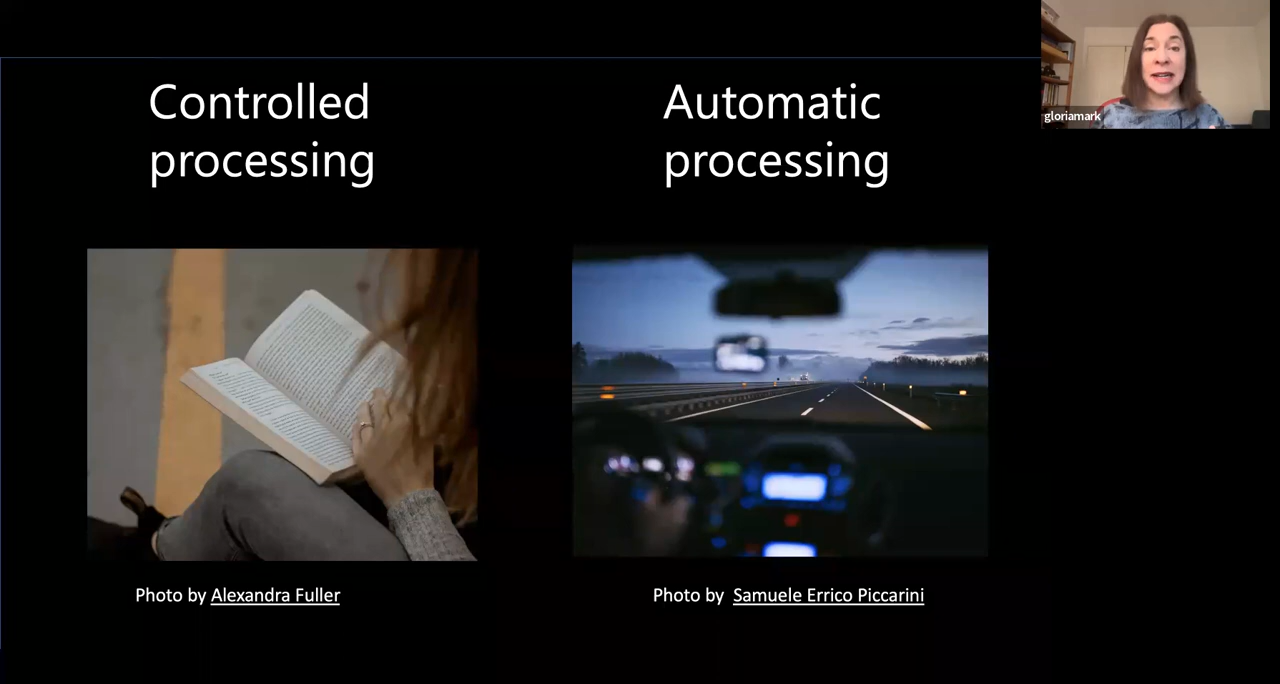 Controlled
processing
Automatic
processing
gloriamark
Photo by Alexandra Fuller
Photo by Samuele Errico Piccarini